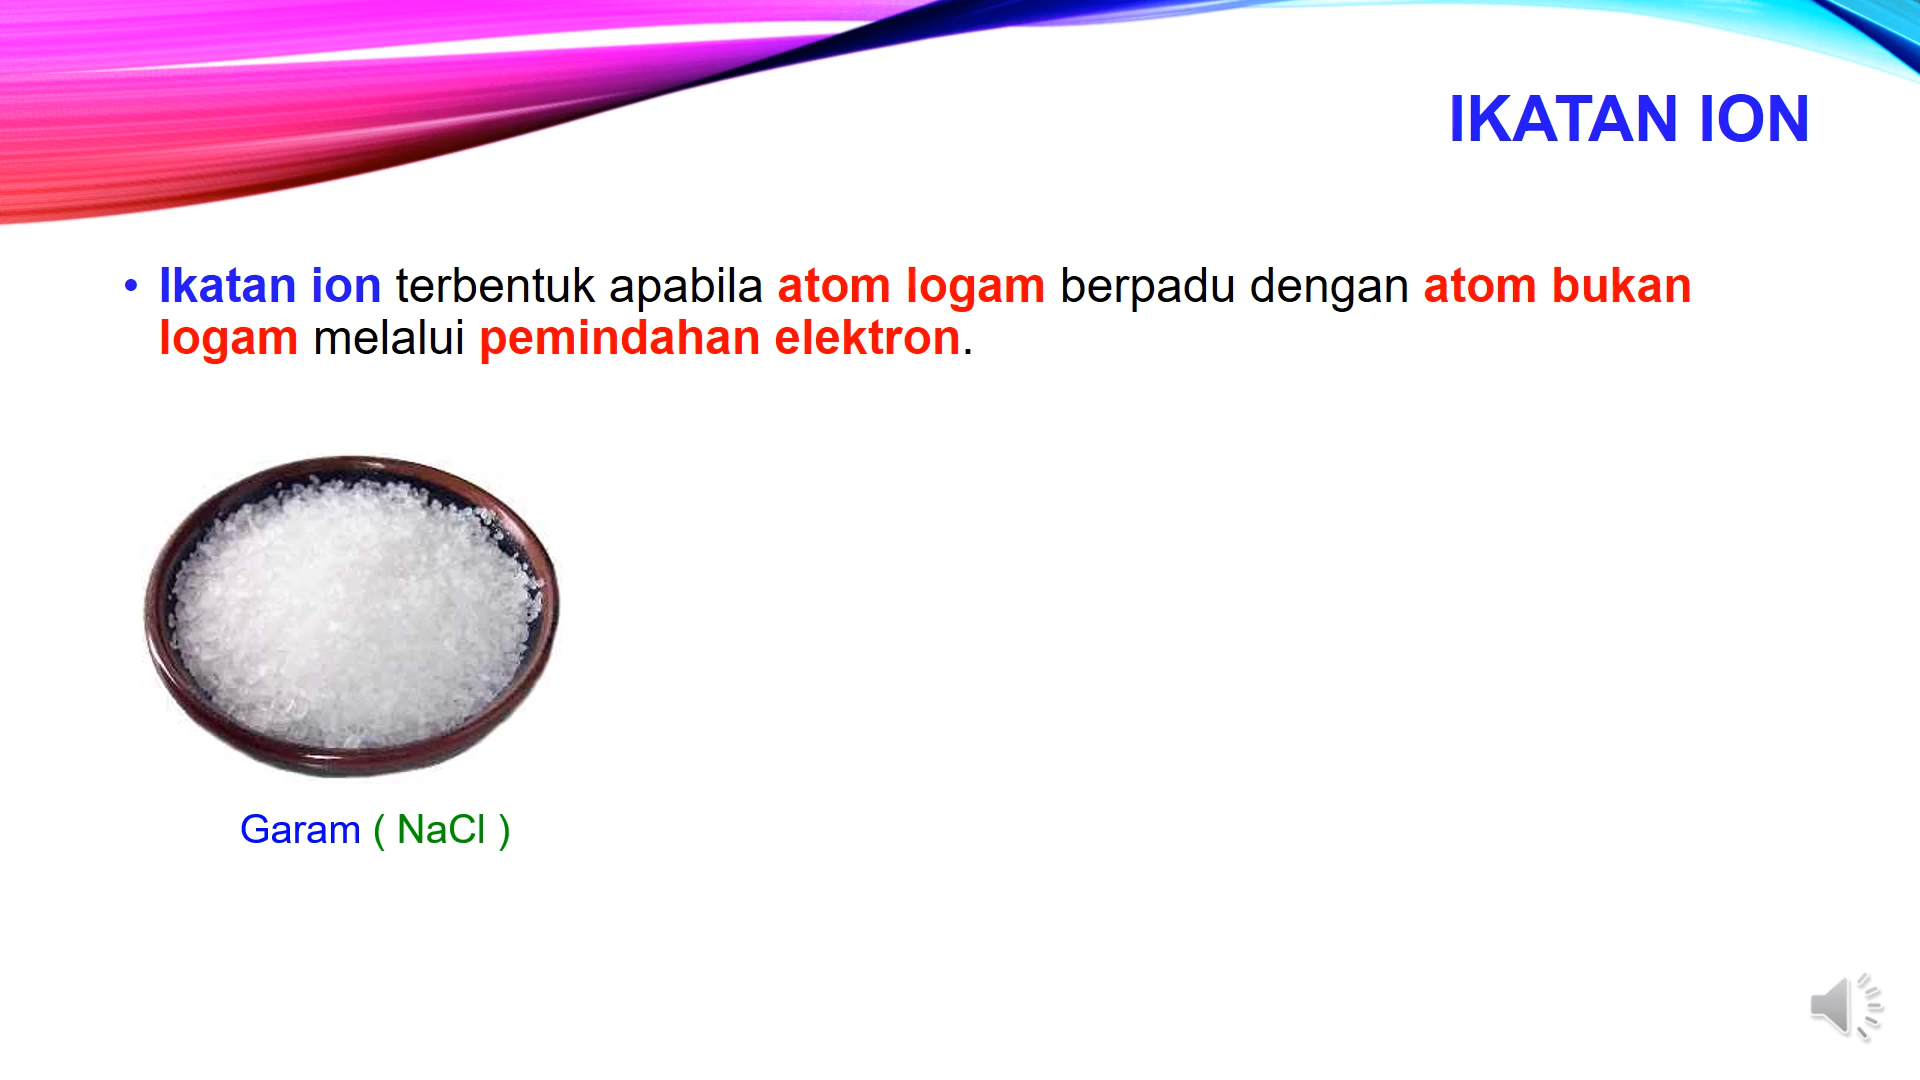 IKATAN ION
• Ikatan ion terbentuk apabila atom logam berpadu dengan atom bukan
logam melalui pemindahan elektron.
Garam ( NaCl )